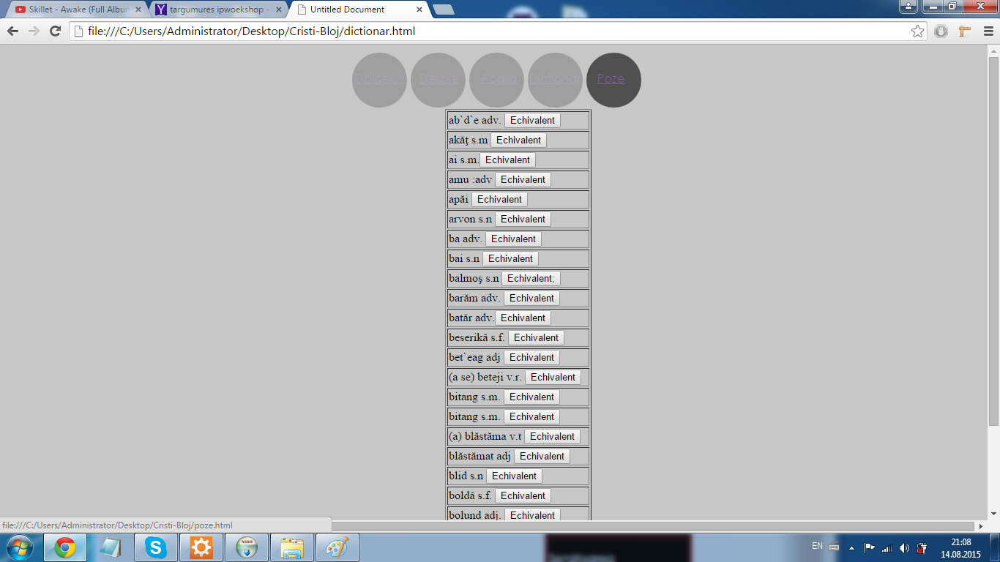 Skillet - Awake (Full Album
targumures ipwoekshop -
Untitled Document
file:///C:/Users/Administrator/Desktop/Cristi-Bloj/dictionar.html
Obiceiuri Despre Acasa Dictionar Poze
ab`d`e adv. Echivalent
akăţ s.m Echivalent
ai s.m. Echivalent
amu :adv Echivalent
apăi Echivalent
arvon s.n Echivalent
ba adv. Echivalent
bai s.n Echivalent
balmoş s.n Echivalent;
barăm adv. Echivalent
batăr adv. Echivalent
beserikă s.f. Echivalent
bet`eag adj Echivalent
(a se) beteji v.r. Echivalent
bitang s.m. Echivalent
bitang s.m. Echivalent
(a) blăstăma v.t Echivalent
blăstămat adj Echivalent
blid s.n Echivalent
boldă s.f. Echivalent
bolund adj. Echivalent
file:///C:/Users/Administrator/Desktop/Cristi-Bloj/poze.html
EN
21:08
14.08.2015